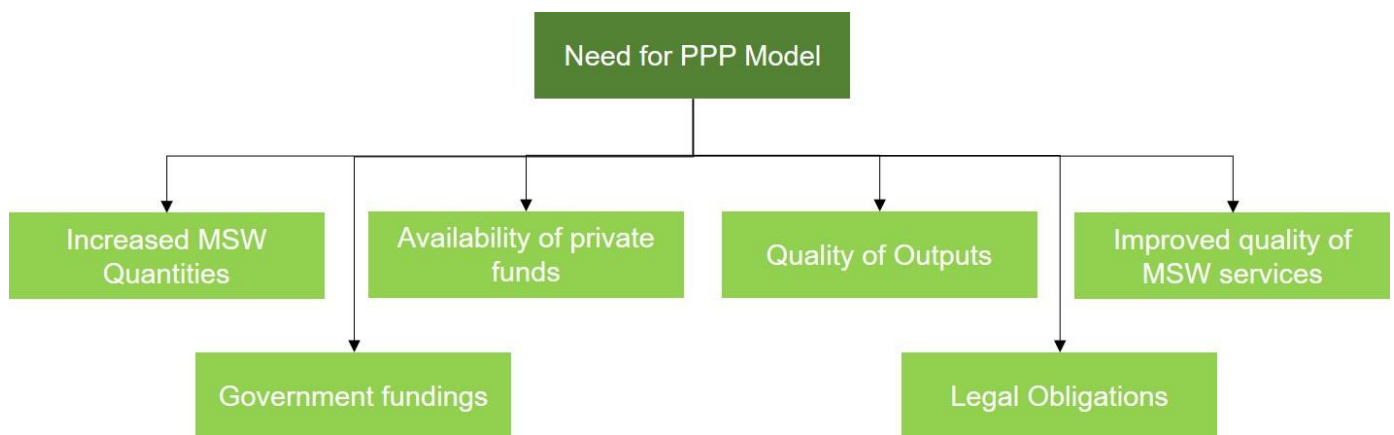 Need for PPP Model
Increased MSW
Quantities
Availability of private
funds
Quality of Outputs
Improved quality of
MSW services
Government fundings
Legal Obligations